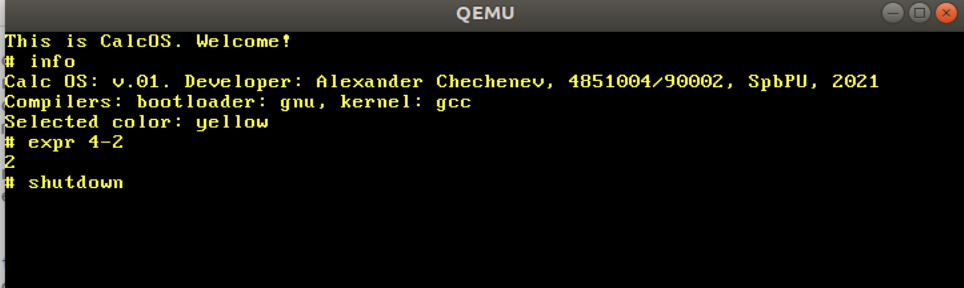 QEMU
This is CalcOS. Welcome!
# info
Calc OS: v.01. Developer: Alexander Chechenev, 4851004/90002, SpbPU, 2021
Compilers: bootloader: gnu, kernel: gcc
Selected color: yellow
# expr 4-2
2
# shutdown